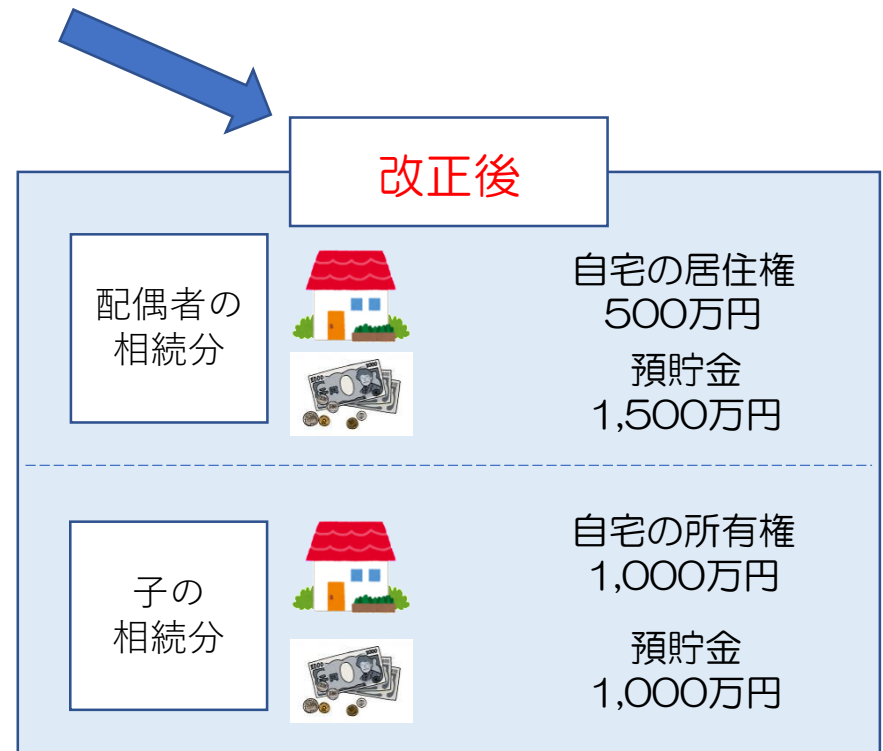 改正後
配偶者の
相続分
自宅の居住権
500万円
預貯金
1,500万円
子の
相続分
自宅の所有権
1,000万円
預貯金
1,000万円